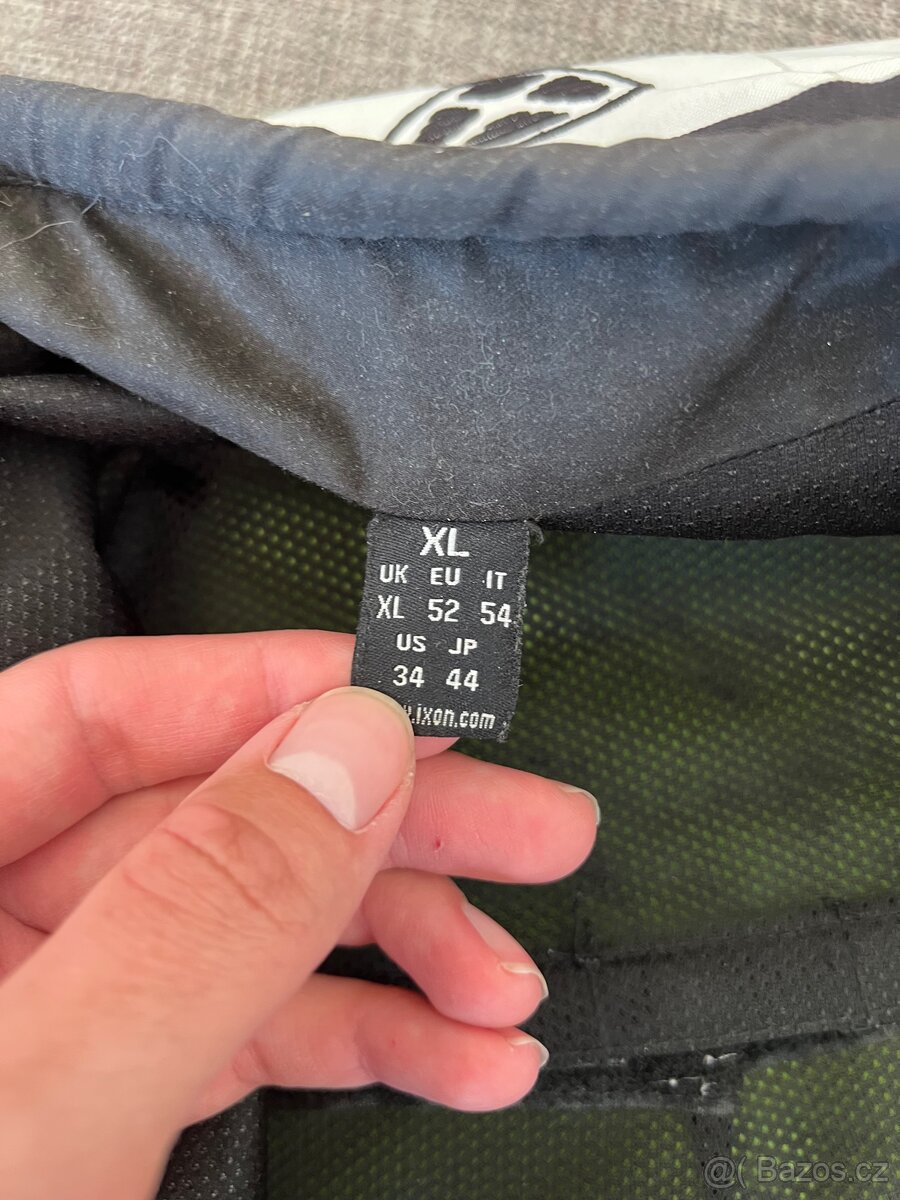 XL
UK EU IT
XL 52 54
US JP
34 44
.ixon.com
@( Bazos.cz